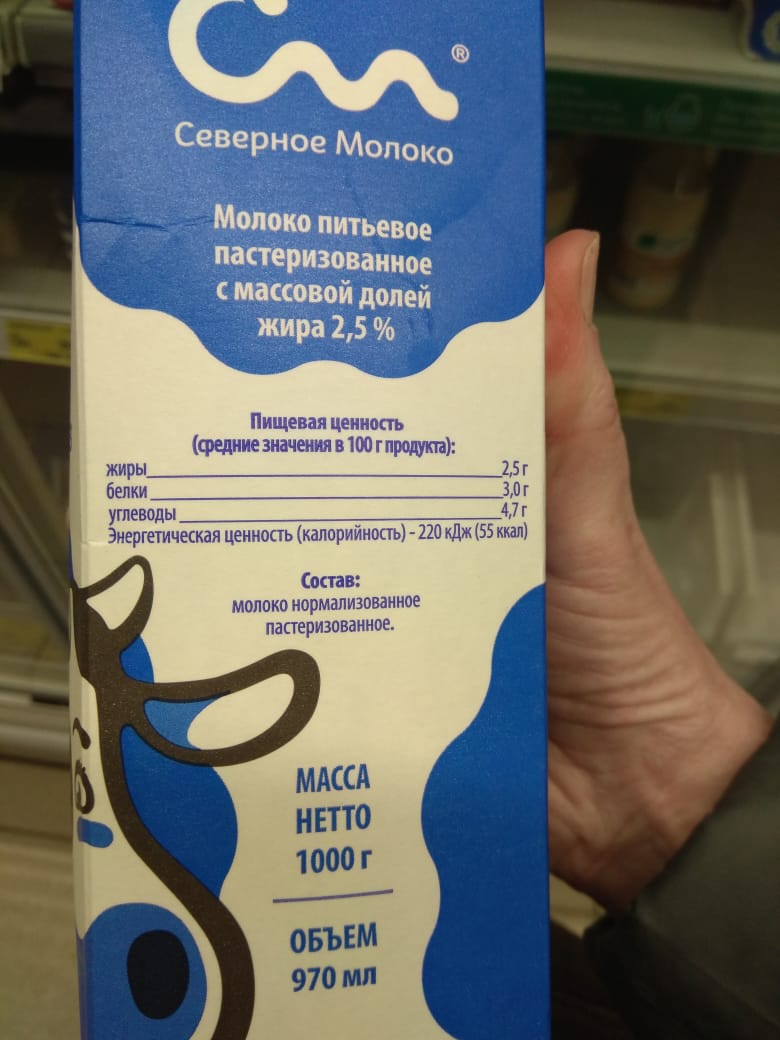 См®
Северное Молоко
Молоко питьевое
пастеризованное
с массовой долей
жира 2,5 %
Пищевая ценность
(средние значения в 100 г продукта):
жиры 2,5 г
белки 3,0 г
углеводы 4,7 г
Энергетическая ценность (калорийность) - 220 кДж (55 ккал)
Состав:
молоко нормализованное
пастеризованное.
МАССА
НЕТТО
1000 г
ОБЪЕМ
970 мл